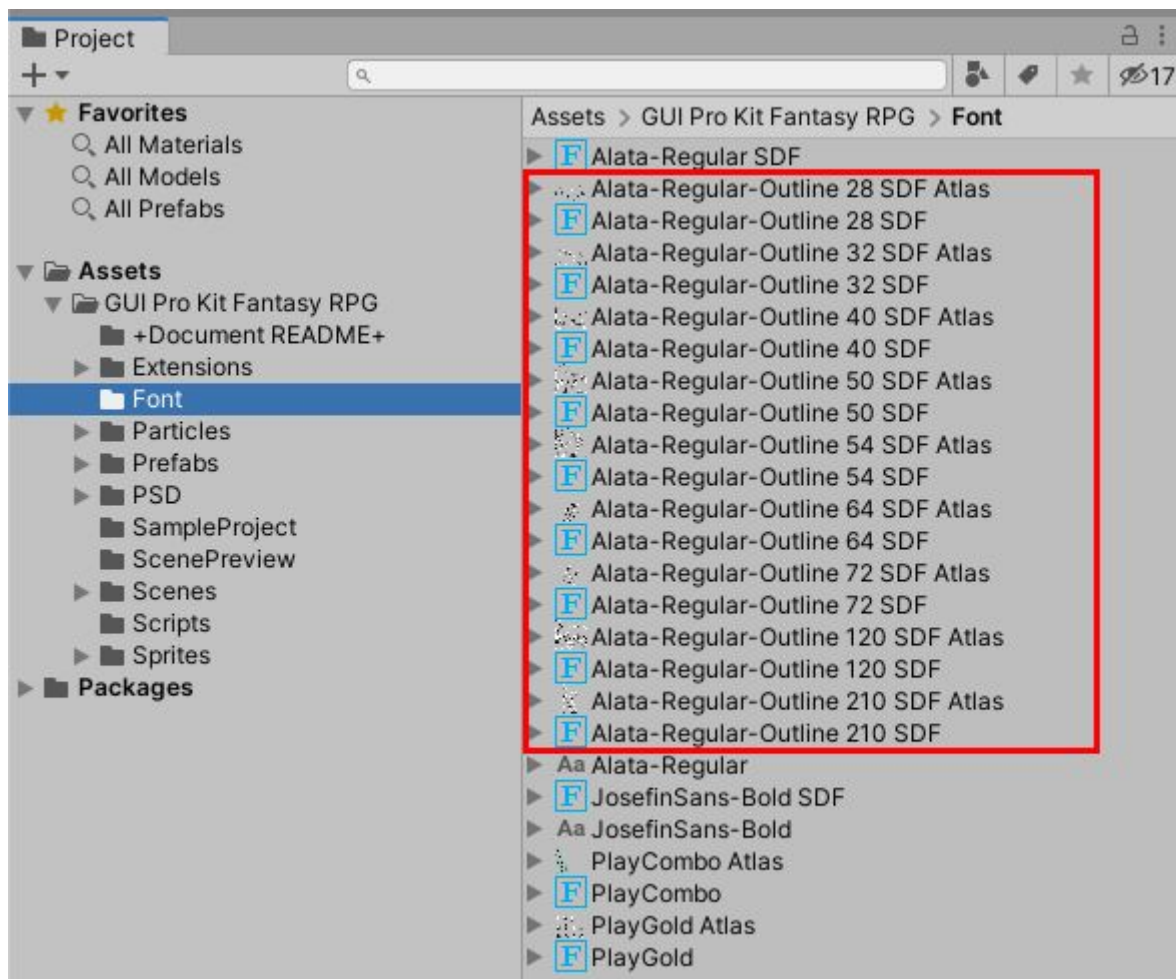 Project
17
Favorites
All Materials
All Models
All Prefabs
Assets
GUI Pro Kit Fantasy RPG
+Document README+
Extensions
Font
Particles
Prefabs
PSD
SampleProject
ScenePreview
Scenes
Scripts
Sprites
Packages
Assets > GUI Pro Kit Fantasy RPG > Font
F Alata-Regular SDF
Alata-Regular-Outline 28 SDF Atlas
F Alata-Regular-Outline 28 SDF
Alata-Regular-Outline 32 SDF Atlas
F Alata-Regular-Outline 32 SDF
Alata-Regular-Outline 40 SDF Atlas
F Alata-Regular-Outline 40 SDF
Alata-Regular-Outline 50 SDF Atlas
F Alata-Regular-Outline 50 SDF
Alata-Regular-Outline 54 SDF Atlas
F Alata-Regular-Outline 54 SDF
Alata-Regular-Outline 64 SDF Atlas
F Alata-Regular-Outline 64 SDF
Alata-Regular-Outline 72 SDF Atlas
F Alata-Regular-Outline 72 SDF
Alata-Regular-Outline 120 SDF Atlas
F Alata-Regular-Outline 120 SDF
Alata-Regular-Outline 210 SDF Atlas
F Alata-Regular-Outline 210 SDF
Aa Alata-Regular
F JosefinSans-Bold SDF
Aa JosefinSans-Bold
PlayCombo Atlas
F PlayCombo
PlayGold Atlas
F PlayGold